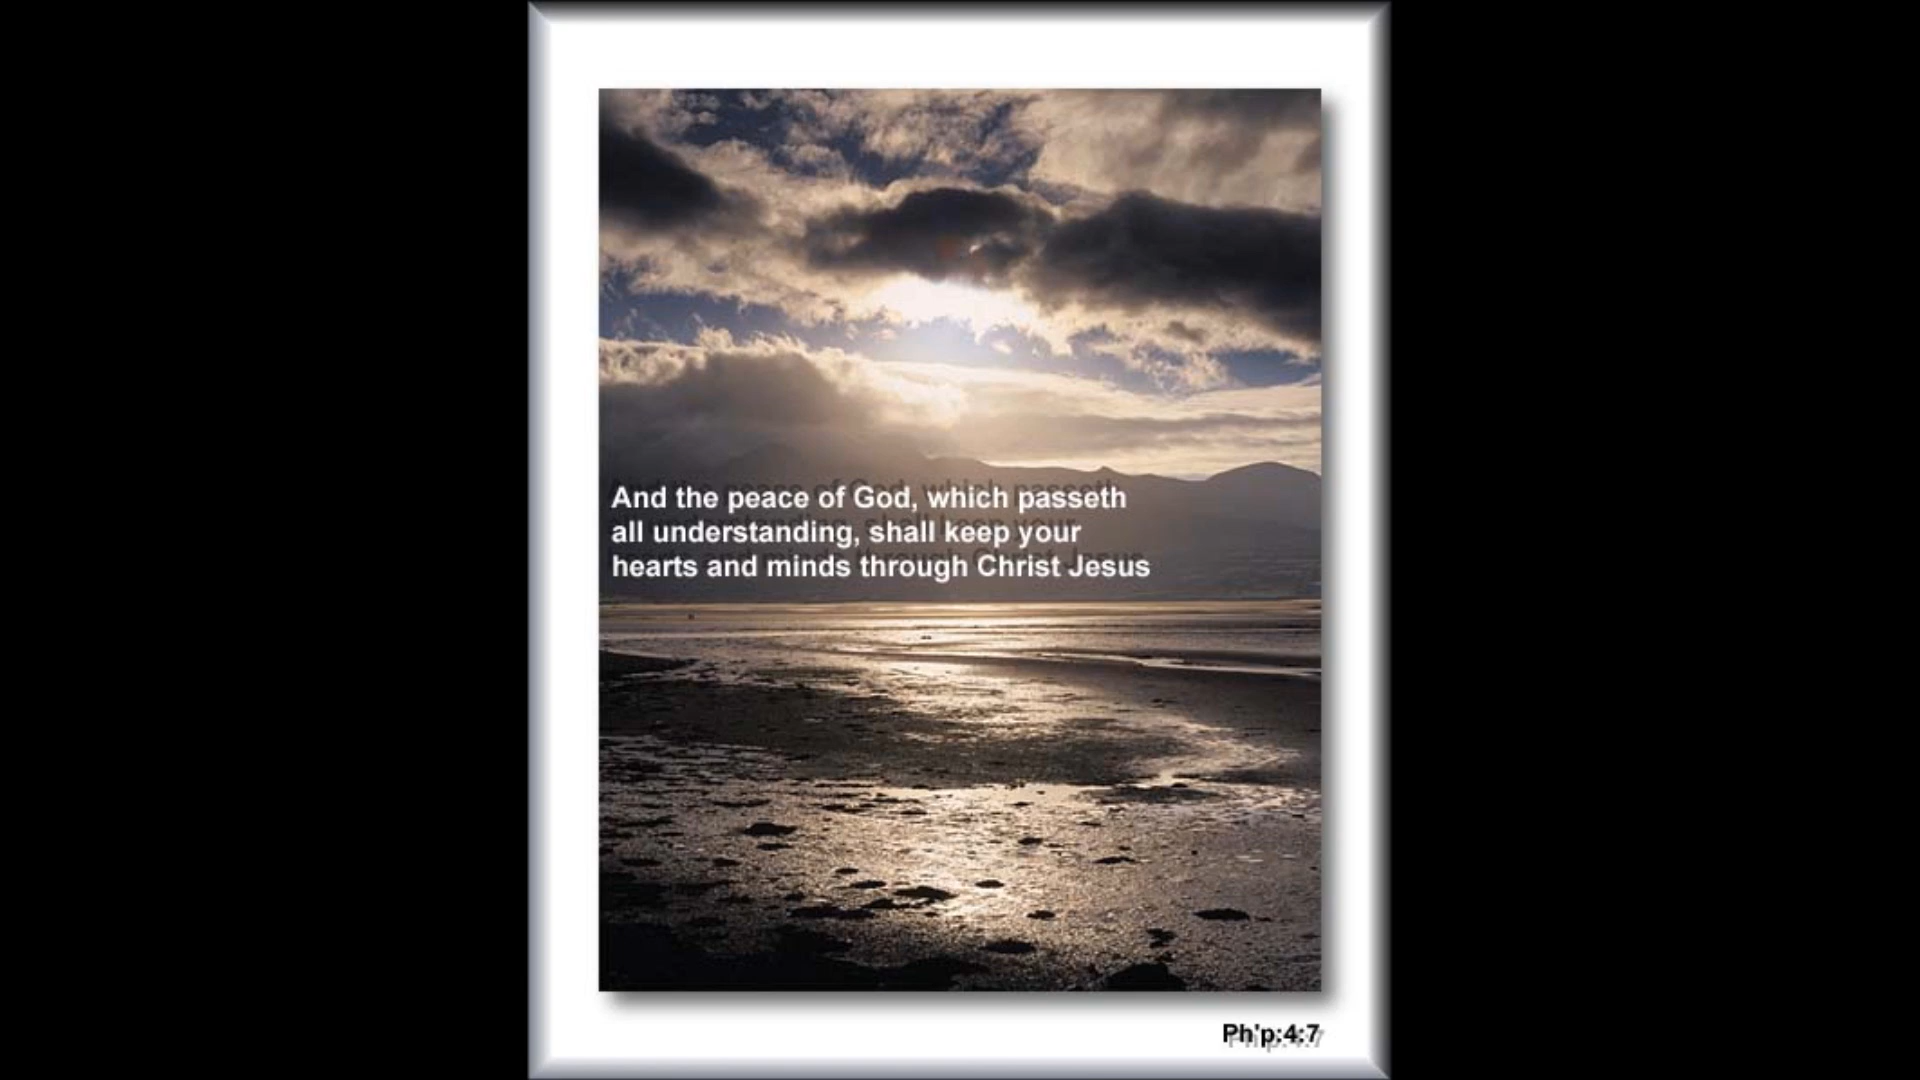 And the peace of God, which passeth
all understanding, shall keep your
hearts and minds through Christ Jesus
Ph'p:4:7